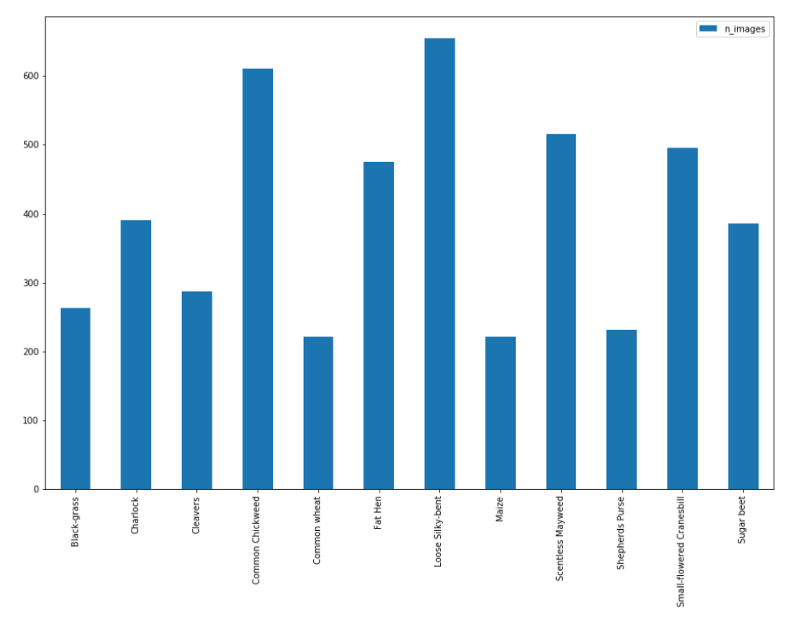 n_images
600
500
400
300
200
100
0
Black-grass
Charlock
Cleavers
Common Chickweed
Common wheat
Fat Hen
Loose Silky-bent
Maize
Scentless Mayweed
Shepherds Purse
Small-flowered Cranesbill
Sugar beet